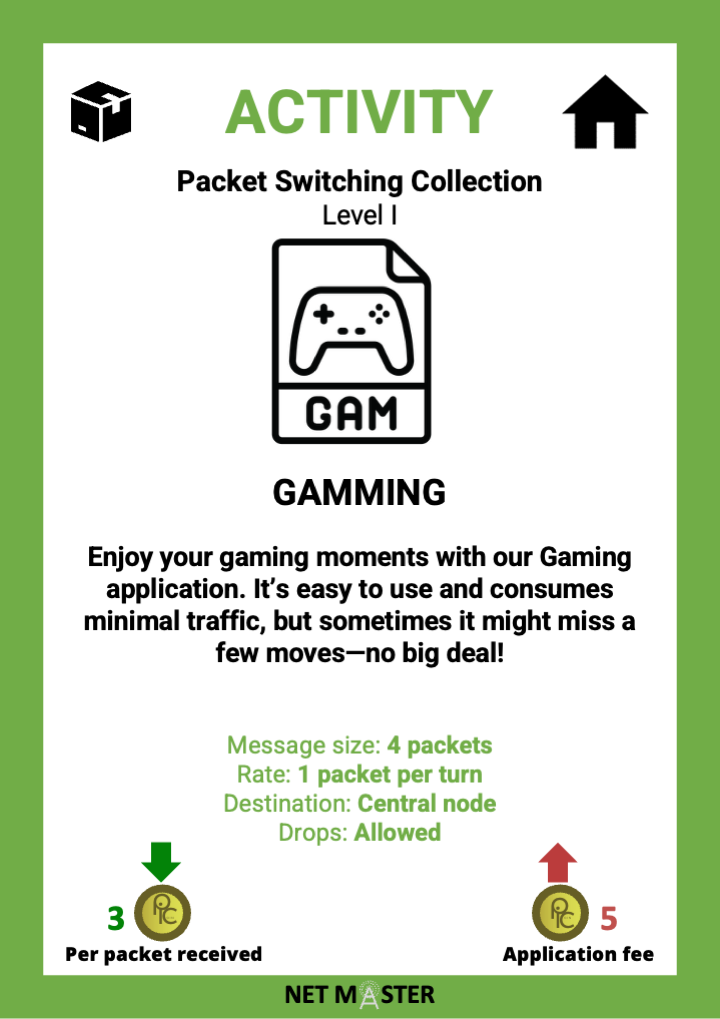 ACTIVITY
Packet Switching Collection
Level I
GAM
GAMMING
Enjoy your gaming moments with our Gaming
application. It’s easy to use and consumes
minimal traffic, but sometimes it might miss a
few moves—no big deal!
Message size: 4 packets
Rate: 1 packet per turn
Destination: Central node
Drops: Allowed
3
Per packet received
5
Application fee
NET MASTER